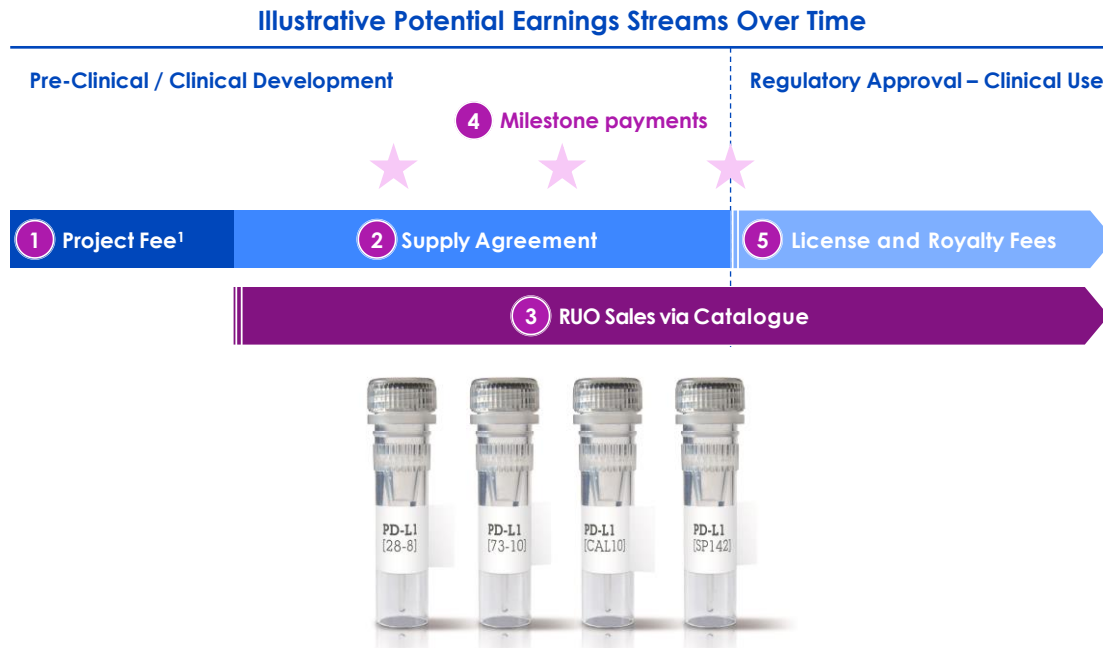 Illustrative Potential Earnings Streams Over Time
Pre-Clinical / Clinical Development
Regulatory Approval – Clinical Use
4 Milestone payments
1 Project Fee¹
2 Supply Agreement
5 License and Royalty Fees
3 RUO Sales via Catalogue
PD-L1
[28-8]
PD-L1
[73-10]
PD-L1
[CAL10]
PD-L1
[SP142]